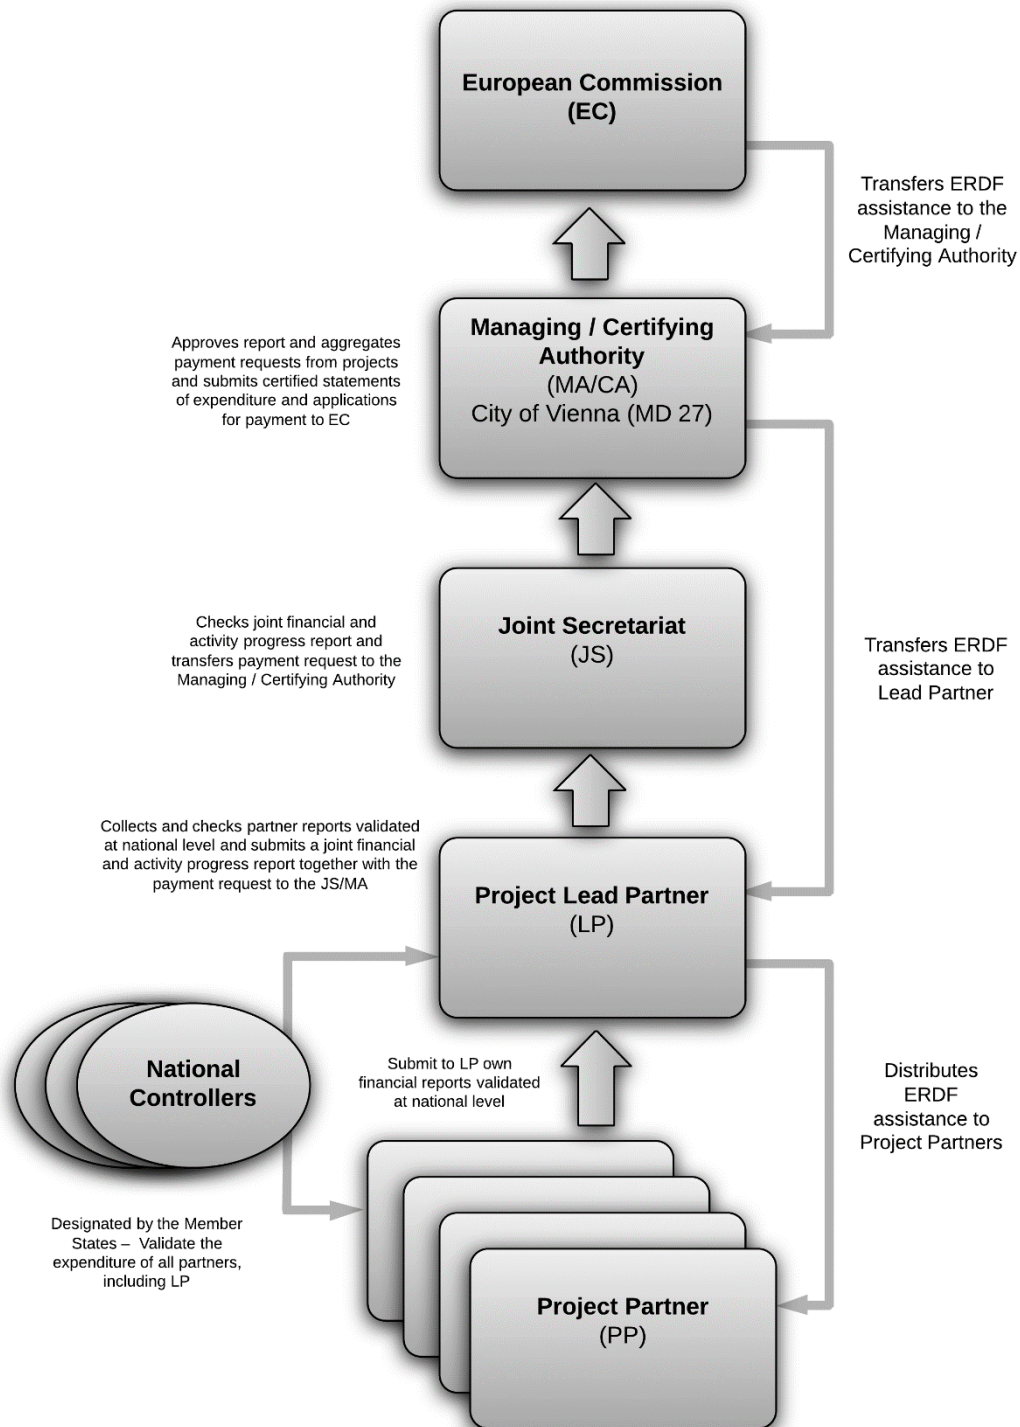 European Commission
(EC)
Transfers ERDF
assistance to the
Managing /
Certifying Authority
Managing / Certifying
Authority
(MA/CA)
City of Vienna (MD 27)
Approves report and aggregates
payment requests from projects
and submits certified statements
of expenditure and applications
for payment to EC
Joint Secretariat
(JS)
Checks joint financial and
activity progress report and
transfers payment request to the
Managing / Certifying Authority
Transfers ERDF
assistance to
Lead Partner
Collects and checks partner reports validated
at national level and submits a joint financial
and activity progress report together with the
payment request to the JS/MA
Project Lead Partner
(LP)
National
Controllers
Submit to LP own
financial reports validated
at national level
Distributes
ERDF
assistance to
Project Partners
Designated by the Member
States –  Validate the
expenditure of all partners,
including LP
Project Partner
(PP)